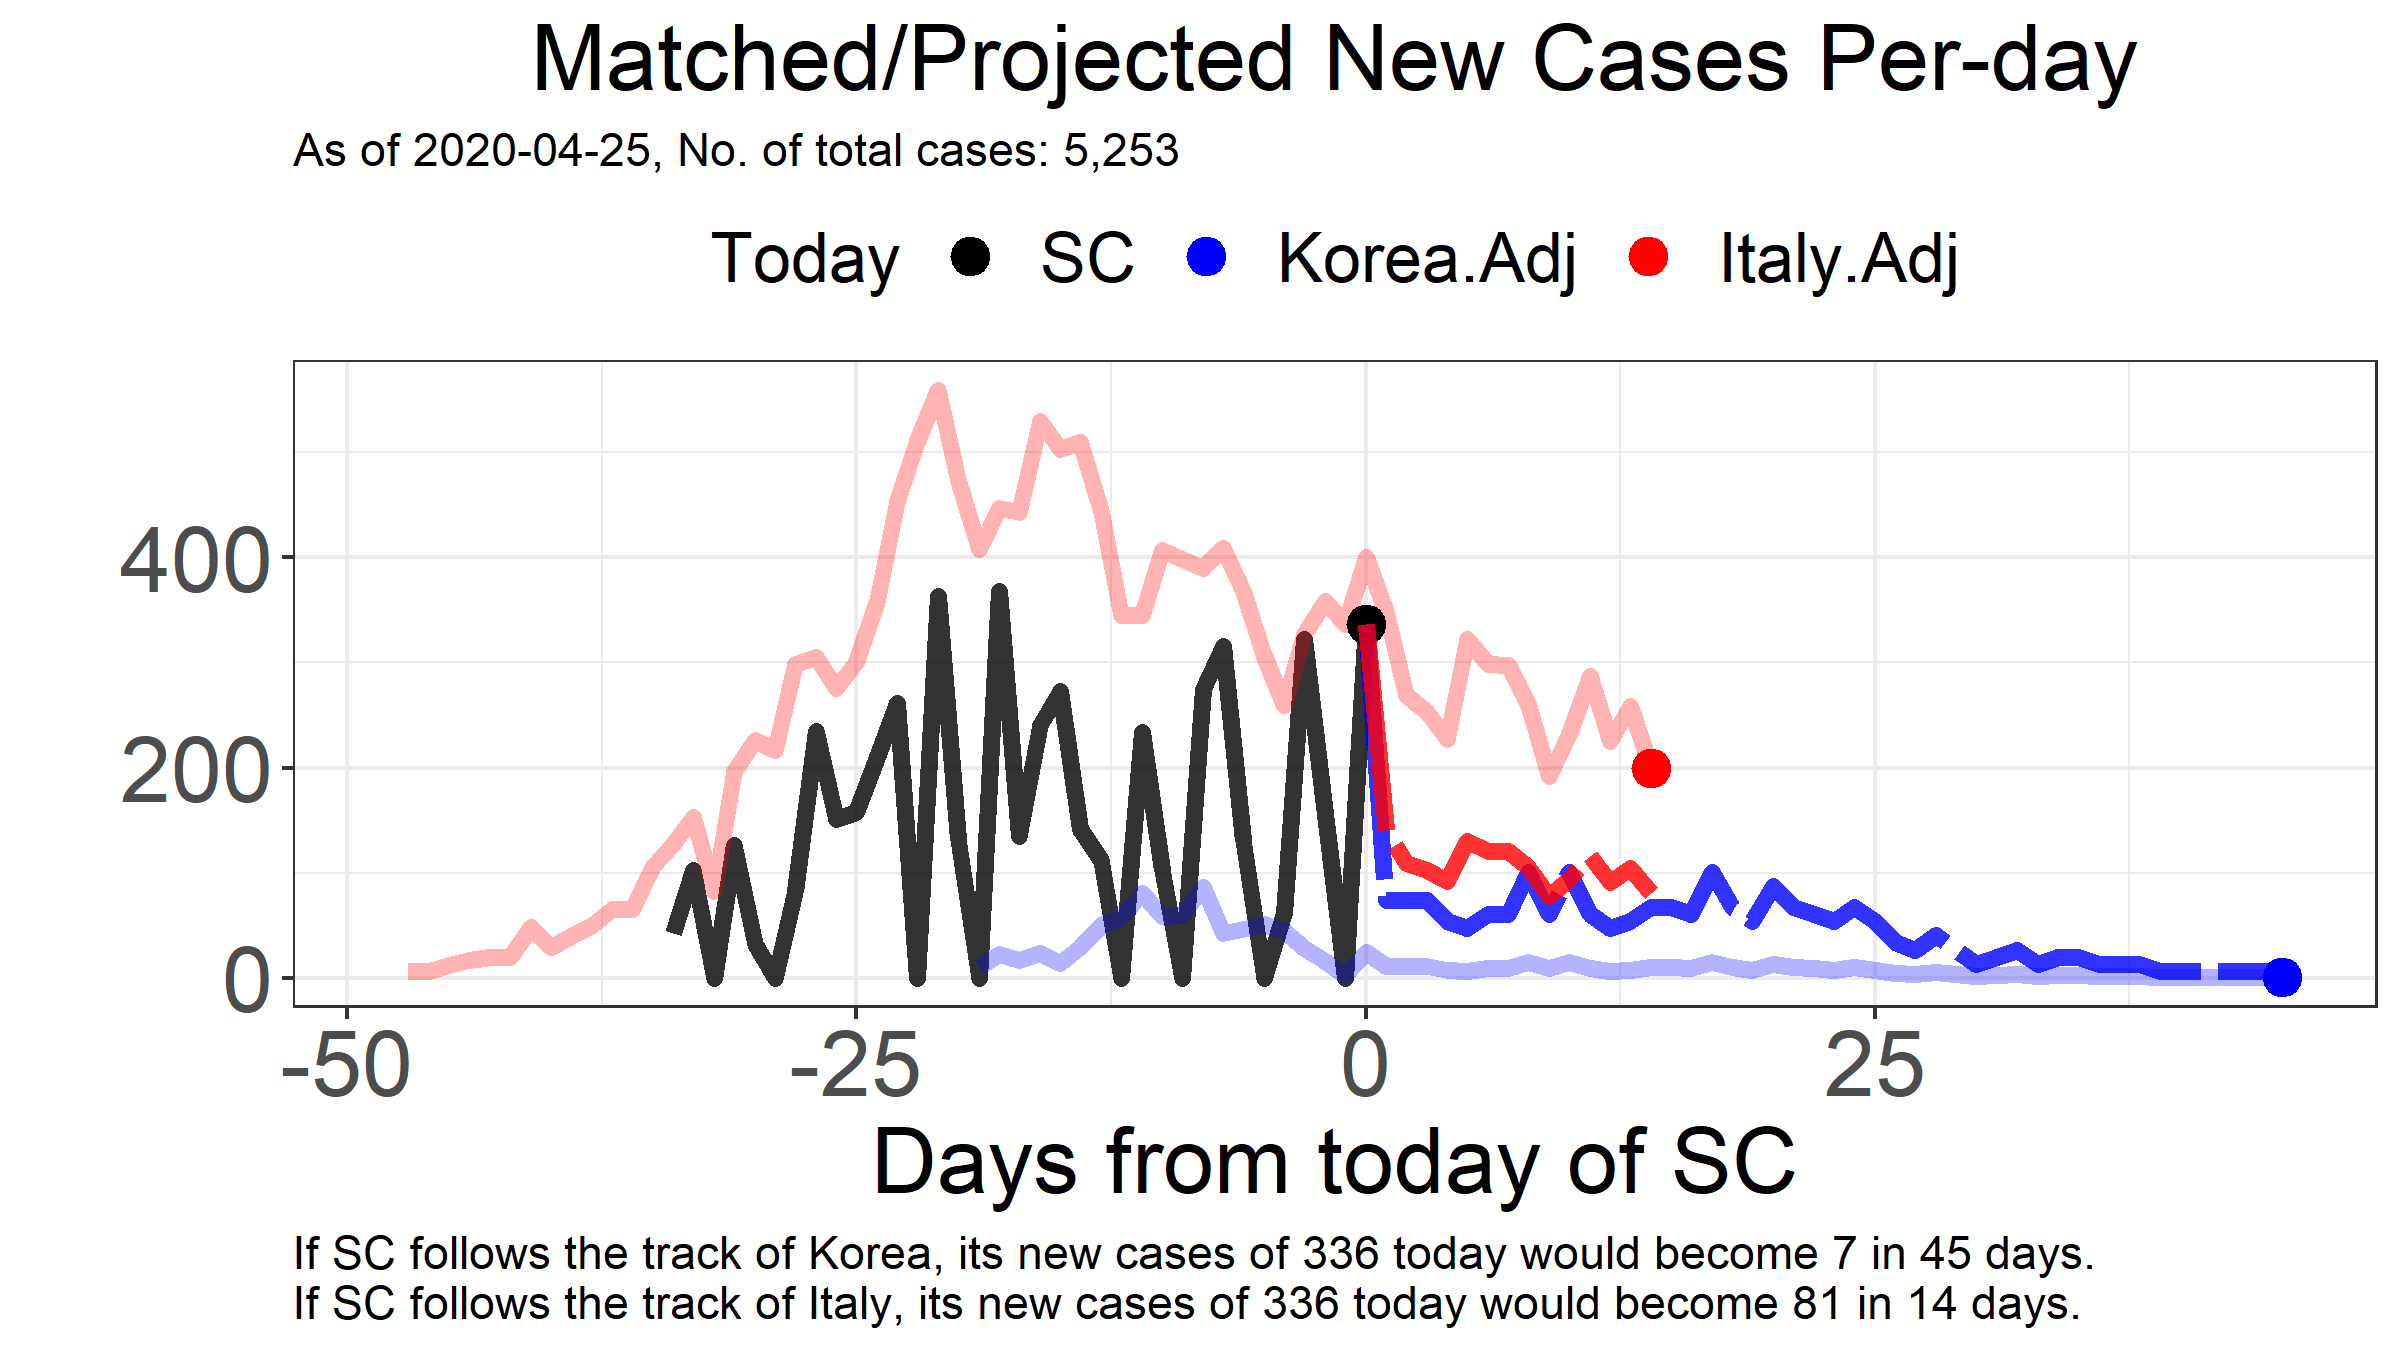 Matched/Projected New Cases Per-day
As of 2020-04-25, No. of total cases: 5,253
Today SC Korea.Adj Italy.Adj
400
200
0
-50 -25 0 25
Days from today of SC
If SC follows the track of Korea, its new cases of 336 today would become 7 in 45 days.
If SC follows the track of Italy, its new cases of 336 today would become 81 in 14 days.